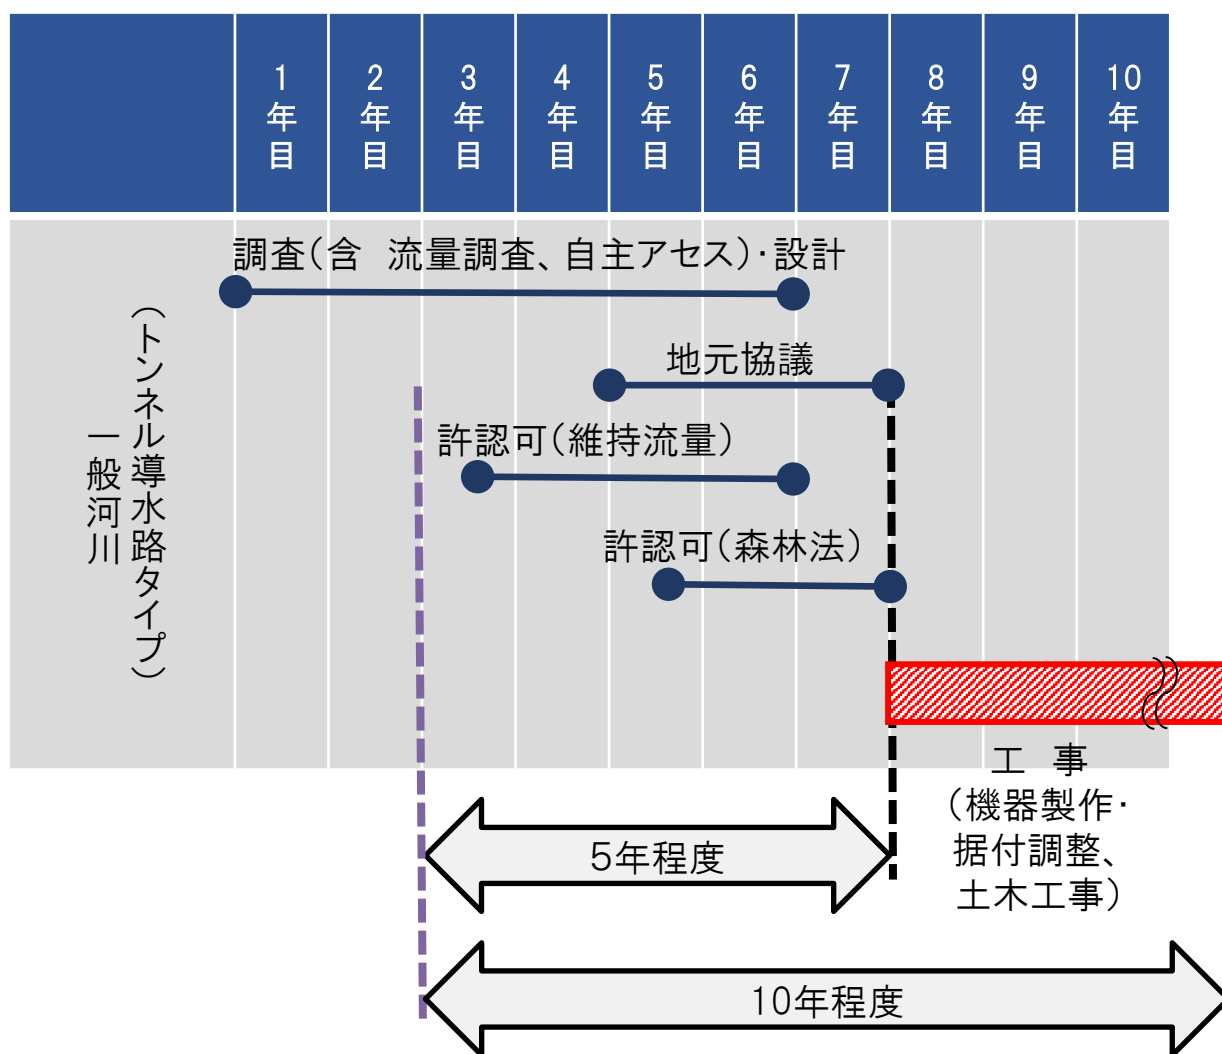 1年目
2年目
3年目
4年目
5年目
6年目
7年目
8年目
9年目
10年目
一般河川
（トンネル導水路タイプ）
調査（含　流量調査、自主アセス）・設計
地元協議
許認可（維持流量）
許認可（森林法）
工　事
（機器製作・
据付調整、
土木工事）
5年程度
10年程度